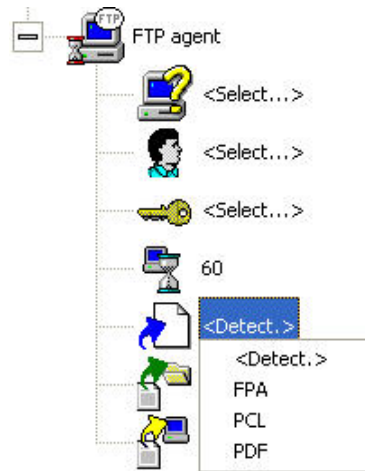 FTP
FTP agent
<Select...>
<Select...>
<Select...>
60
<Detect.>
<Detect.>
FPA
PCL
PDF